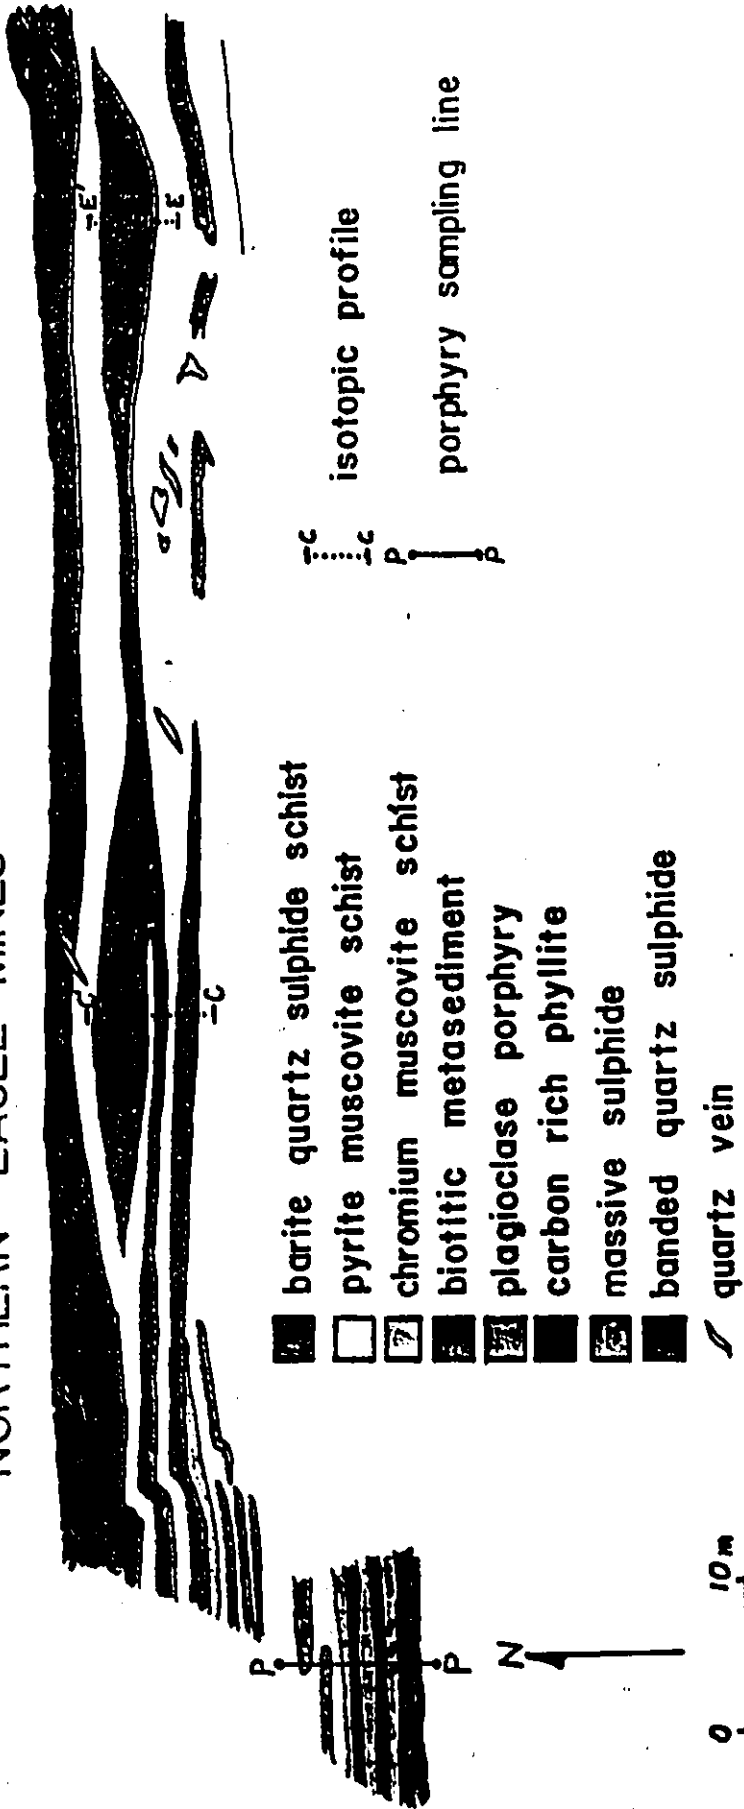 NORTHERN EAGLE MINES
E'
E
C'
C
P
P
N
0 10 m
barite quartz sulphide schist
pyrite muscovite schist
chromium muscovite schist
biotitic metasediment
plagioclase porphyry
carbon rich phyllite
massive sulphide
banded quartz sulphide
quartz vein
C
C
isotopic profile
P
P
porphyry sampling line